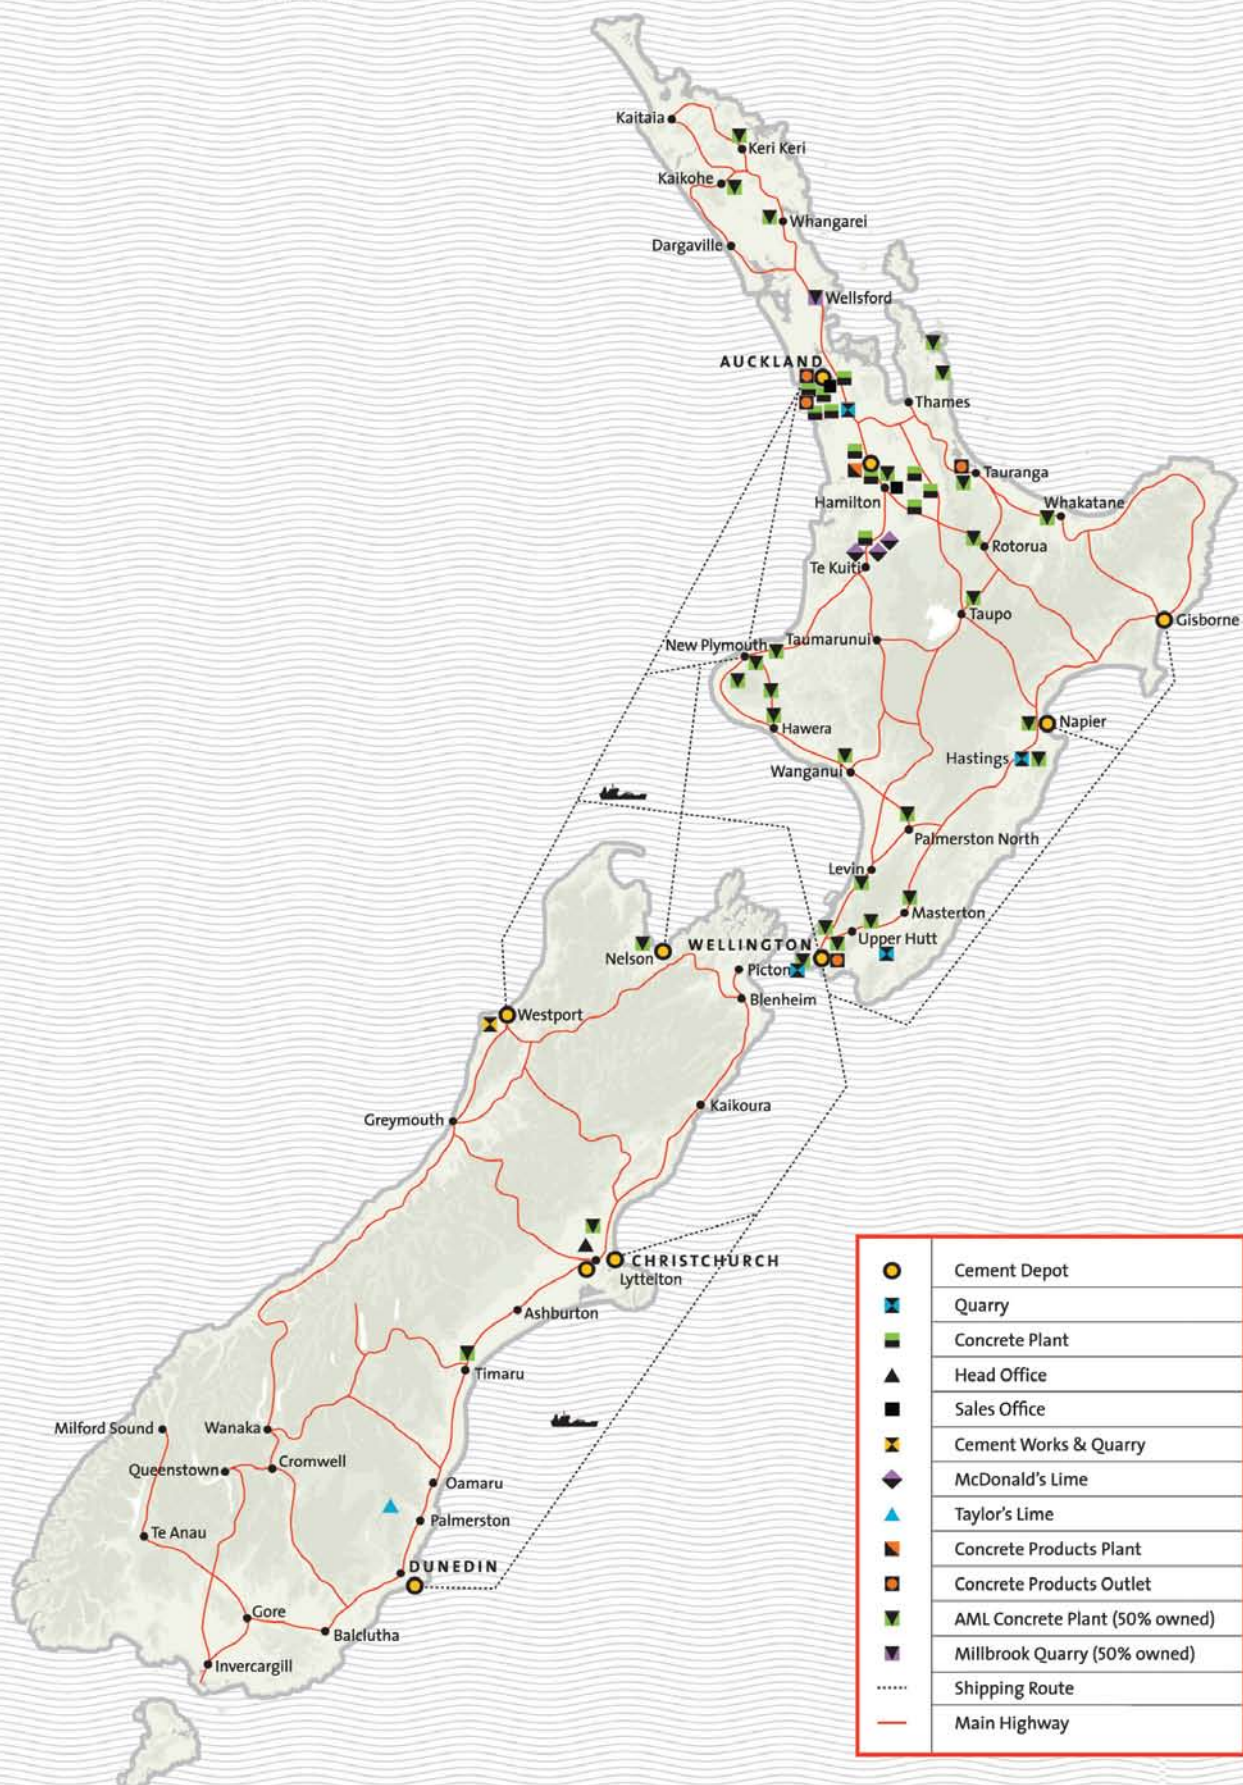 Kaitaia
Keri Keri
Kaikohe
Whangarei
Dargaville
Wellsford
AUCKLAND
Thames
Tauranga
Hamilton
Whakatane
Rotorua
Te Kuiti
Taupo
Gisborne
New Plymouth
Taumarunui
Napier
Hawera
Hastings
Wanganui
Palmerston North
Levin
Masterton
Upper Hutt
WELLINGTON
Nelson
Picton
Blenheim
Westport
Kaikoura
Greymouth
CHRISTCHURCH
Lyttelton
Ashburton
Timaru
Milford Sound
Wanaka
Queenstown
Cromwell
Oamaru
Palmerston
Te Anau
DUNEDIN
Gore
Balclutha
Invercargill
Cement Depot
Quarry
Concrete Plant
Head Office
Sales Office
Cement Works & Quarry
McDonald's Lime
Taylor's Lime
Concrete Products Plant
Concrete Products Outlet
AML Concrete Plant (50% owned)
Millbrook Quarry (50% owned)
Shipping Route
Main Highway